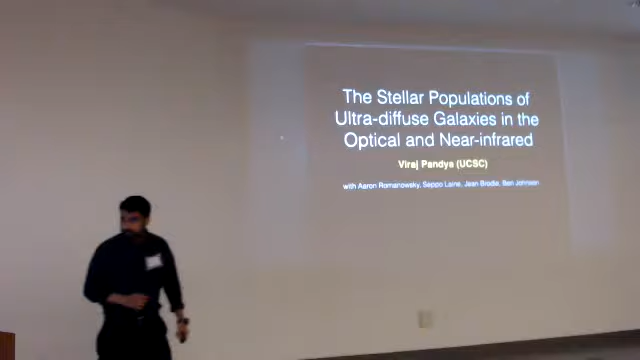 The Stellar Populations of
Ultra-diffuse Galaxies in the
Optical and Near-infrared
Viraj Pandya (UCSC)
with Aaron Romanowsky, Seppo Laine, Jean Brodie, Ben Johnson